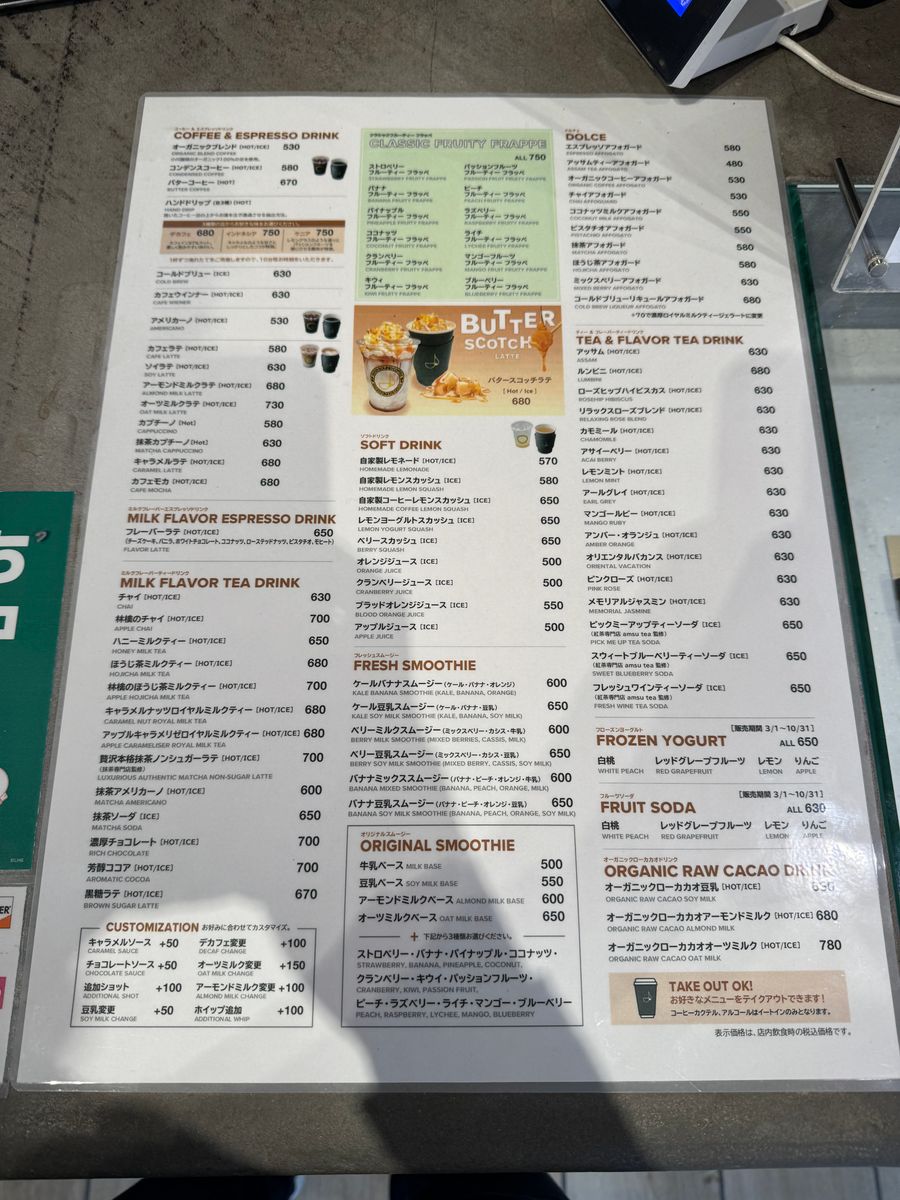 コーヒー & エスプレッソドリンク
COFFEE & ESPRESSO DRINK
オーガニックブレンド [HOT/ICE] 530
ORGANIC BLEND COFFEE
コンデンスコーヒー [HOT/ICE] 580
CONDENSED COFFEE
バターコーヒー [HOT] 670
BUTTER COFFEE
ハンドドリップ (全3種) [HOT]
HAND DRIP
デカフェ 680 インドネシア 750 ケニア 750
コールドブリュー [ICE] 630
COLD BREW
カフェウインナー [HOT/ICE] 630
CAFE WIENER
アメリカーノ [HOT/ICE] 530
AMERICANO
カフェラテ [HOT/ICE] 580
CAFE LATTE
ソイラテ [HOT/ICE] 630
SOY LATTE
アーモンドミルクラテ [HOT/ICE] 680
ALMOND MILK LATTE
オーツミルクラテ [HOT/ICE] 730
OAT MILK LATTE
カプチーノ [Hot] 580
CAPPUCCINO
抹茶カプチーノ[Hot] 630
MATCHA CAPPUCCINO
キャラメルラテ [HOT/ICE] 680
CARAMEL LATTE
カフェモカ [HOT/ICE] 680
CAFE MOCHA
ミルクフレーバーエスプレッソドリンク
MILK FLAVOR ESPRESSO DRINK
フレーバーラテ [HOT/ICE] 650
(チーズケーキ、バニラ、ホワイトチョコレート、ココナッツ、ローステッドナッツ、ピスタチオ、モヒート)
FLAVOR LATTE
ミルクフレーバーティードリンク
MILK FLAVOR TEA DRINK
チャイ [HOT/ICE] 630
CHAI
林檎のチャイ [HOT/ICE] 700
APPLE CHAI
ハニーミルクティー [HOT/ICE] 650
HONEY MILK TEA
ほうじ茶ミルクティー [HOT/ICE] 680
HOJICHA MILK TEA
林檎のほうじ茶ミルクティー [HOT/ICE] 700
APPLE HOJICHA MILK TEA
キャラメルナッツロイヤルミルクティー [HOT/ICE] 680
CARAMEL NUT ROYAL MILK TEA
アップルキャラメリゼロイヤルミルクティー [HOT/ICE] 680
APPLE CARAMELISER ROYAL MILK TEA
贅沢本格抹茶ノンシュガーラテ [HOT/ICE] 700
(抹茶専門店監修)
LUXURIOUS AUTHENTIC MATCHA NON-SUGAR LATTE
抹茶アメリカーノ [HOT/ICE] 600
MATCHA AMERICANO
抹茶ソーダ [ICE] 650
MATCHA SODA
濃厚チョコレート [HOT/ICE] 700
RICH CHOCOLATE
芳醇ココア [HOT/ICE] 700
AROMATIC COCOA
黒糖ラテ [HOT/ICE] 670
BROWN SUGAR LATTE
CUSTOMIZATION お好みに合わせてカスタマイズ。
キャラメルソース +50 デカフェ変更 +100
CARAMEL SAUCE DECAF CHANGE
チョコレートソース +50 オーツミルク変更 +150
CHOCOLATE SAUCE OAT MILK CHANGE
追加ショット +100 アーモンドミルク変更 +100
ADDITIONAL SHOT ALMOND MILK CHANGE
豆乳変更 +50 ホイップ追加 +100
SOY MILK CHANGE ADDITIONAL WHIP
クラシックフルーティー フラッペ
CLASSIC FRUITY FRAPPE
ALL 750
ストロベリー パッションフルーツ
フルーティー フラッペ フルーティー フラッペ
STRAWBERRY FRUITY FRAPPE PASSION FRUIT FRUITY FRAPPE
バナナ ピーチ
フルーティー フラッペ フルーティー フラッペ
BANANA FRUITY FRAPPE PEACH FRUITY FRAPPE
パイナップル ラズベリー
フルーティー フラッペ フルーティー フラッペ
PINEAPPLE FRUITY FRAPPE RASPBERRY FRUITY FRAPPE
ココナッツ ライチ
フルーティー フラッペ フルーティー フラッペ
COCONUT FRUITY FRAPPE LYCHEE FRUITY FRAPPE
クランベリー マンゴーフルーツ
フルーティー フラッペ フルーティー フラッペ
CRANBERRY FRUITY FRAPPE MANGO FRUIT FRUITY FRAPPE
キウィ ブルーベリー
フルーティー フラッペ フルーティー フラッペ
KIWI FRUITY FRAPPE BLUEBERRY FRUITY FRAPPE
BUTTER
SCOTCH
LATTE
バタースコッチラテ
[Hot / Ice]
680
ソフトドリンク
SOFT DRINK
自家製レモネード [HOT/ICE] 570
HOMEMADE LEMONADE
自家製レモンスカッシュ [ICE] 580
HOMEMADE LEMON SQUASH
自家製コーヒーレモンスカッシュ [ICE] 650
HOMEMADE COFFEE LEMON SQUASH
レモンヨーグルトスカッシュ [ICE] 650
LEMON YOGURT SQUASH
ベリースカッシュ [ICE] 650
BERRY SQUASH
オレンジジュース [ICE] 500
ORANGE JUICE
クランベリージュース [ICE] 500
CRANBERRY JUICE
ブラッドオレンジジュース [ICE] 550
BLOOD ORANGE JUICE
アップルジュース [ICE] 500
APPLE JUICE
フレッシュスムージー
FRESH SMOOTHIE
ケールバナナスムージー (ケール・バナナ・オレンジ) 600
KALE BANANA SMOOTHIE (KALE, BANANA, ORANGE)
ケール豆乳スムージー (ケール・バナナ・豆乳) 650
KALE SOY MILK SMOOTHIE (KALE, BANANA, SOY MILK)
ベリーミルクスムージー (ミックスベリー・カシス・牛乳) 600
BERRY MILK SMOOTHIE (MIXED BERRIES, CASSIS, MILK)
ベリー豆乳スムージー (ミックスベリー・カシス・豆乳) 650
BERRY SOY MILK SMOOTHIE (MIXED BERRY, CASSIS, SOY MILK)
バナナミックススムージー (バナナ・ピーチ・オレンジ・牛乳) 600
BANANA MIXED SMOOTHIE (BANANA, PEACH, ORANGE, MILK)
バナナ豆乳スムージー (バナナ・ピーチ・オレンジ・豆乳) 650
BANANA SOY MILK SMOOTHIE (BANANA, PEACH, ORANGE, SOY MILK)
オリジナルスムージー
ORIGINAL SMOOTHIE
牛乳ベース MILK BASE 500
豆乳ベース SOY MILK BASE 550
アーモンドミルクベース ALMOND MILK BASE 600
オーツミルクベース OAT MILK BASE 650
+ 下記から3種類お選びください。
ストロベリー・バナナ・パイナップル・ココナッツ・
STRAWBERRY, BANANA, PINEAPPLE, COCONUT,
クランベリー・キウイ・パッションフルーツ・
CRANBERRY, KIWI, PASSION FRUIT,
ピーチ・ラズベリー・ライチ・マンゴー・ブルーベリー
PEACH, RASPBERRY, LYCHEE, MANGO, BLUEBERRY
ドルチェ
DOLCE
エスプレッソアフォガード 580
ESPRESSO AFFOGATO
アッサムティーアフォガード 480
ASSAM TEA AFFOGATO
オーガニックコーヒーアフォガード 530
ORGANIC COFFEE AFFOGATO
チャイアフォガード 530
CHAI AFFOGUARD
ココナッツミルクアフォガード 550
COCONUT MILK AFFOGATO
ピスタチオアフォガード 550
PISTACHIO AFFOGATO
抹茶アフォガード 580
MATCHA AFFOGATO
ほうじ茶アフォガード 580
HOJICHA AFFOGATO
ミックスベリーアフォガード 630
MIXED BERRY AFFOGATO
コールドブリューリキュールアフォガード 680
COLD BREW LIQUEUR AFFOGATO
+70で濃厚ロイヤルミルクティージェラートに変更
ティー & フレーバーティードリンク
TEA & FLAVOR TEA DRINK
アッサム [HOT/ICE] 630
ASSAM
ルンビニ [HOT/ICE] 680
LUMBINI
ローズヒップハイビスカス [HOT/ICE] 630
ROSEHIP HIBISCUS
リラックスローズブレンド [HOT/ICE] 630
RELAXING ROSE BLEND
カモミール [HOT/ICE] 630
CHAMOMILE
アサイーベリー [HOT/ICE] 630
ACAI BERRY
レモンミント [HOT/ICE] 630
LEMON MINT
アールグレイ [HOT/ICE] 630
EARL GREY
マンゴールビー [HOT/ICE] 630
MANGO RUBY
アンバー・オランジュ [HOT/ICE] 630
AMBER ORANGE
オリエンタルバカンス [HOT/ICE] 630
ORIENTAL VACATION
ピンクローズ [HOT/ICE] 630
PINK ROSE
メモリアルジャスミン [HOT/ICE] 630
MEMORIAL JASMINE
ピックミーアップティーソーダ [ICE] 650
(紅茶専門店 amsu tea 監修)
PICK ME UP TEA SODA
スウィートブルーベリーティーソーダ [ICE] 650
(紅茶専門店 amsu tea 監修)
SWEET BLUEBERRY SODA
フレッシュワインティーソーダ [ICE] 650
(紅茶専門店 amsu tea 監修)
FRESH WINE TEA SODA
フローズンヨーグルト [販売期間 3/1〜10/31]
FROZEN YOGURT ALL 650
白桃 レッドグレープフルーツ レモン りんご
WHITE PEACH RED GRAPEFRUIT LEMON APPLE
フルーツソーダ [販売期間 3/1〜10/31]
FRUIT SODA ALL 630
白桃 レッドグレープフルーツ レモン りんご
WHITE PEACH RED GRAPEFRUIT LEMON APPLE
オーガニックローカカオドリンク
ORGANIC RAW CACAO DRINK
オーガニックローカカオ豆乳 [HOT/ICE]
ORGANIC RAW CACAO SOY MILK
オーガニックローカカオアーモンドミルク [HOT/ICE] 680
ORGANIC RAW CACAO ALMOND MILK
オーガニックローカカオオーツミルク [HOT/ICE] 780
ORGANIC RAW CACAO OAT MILK
TAKE OUT OK!
お好きなメニューをテイクアウトできます!
コーヒーカクテル、アルコールはイートインのみとなります。
表示価格は、店内飲食時の税込価格です。